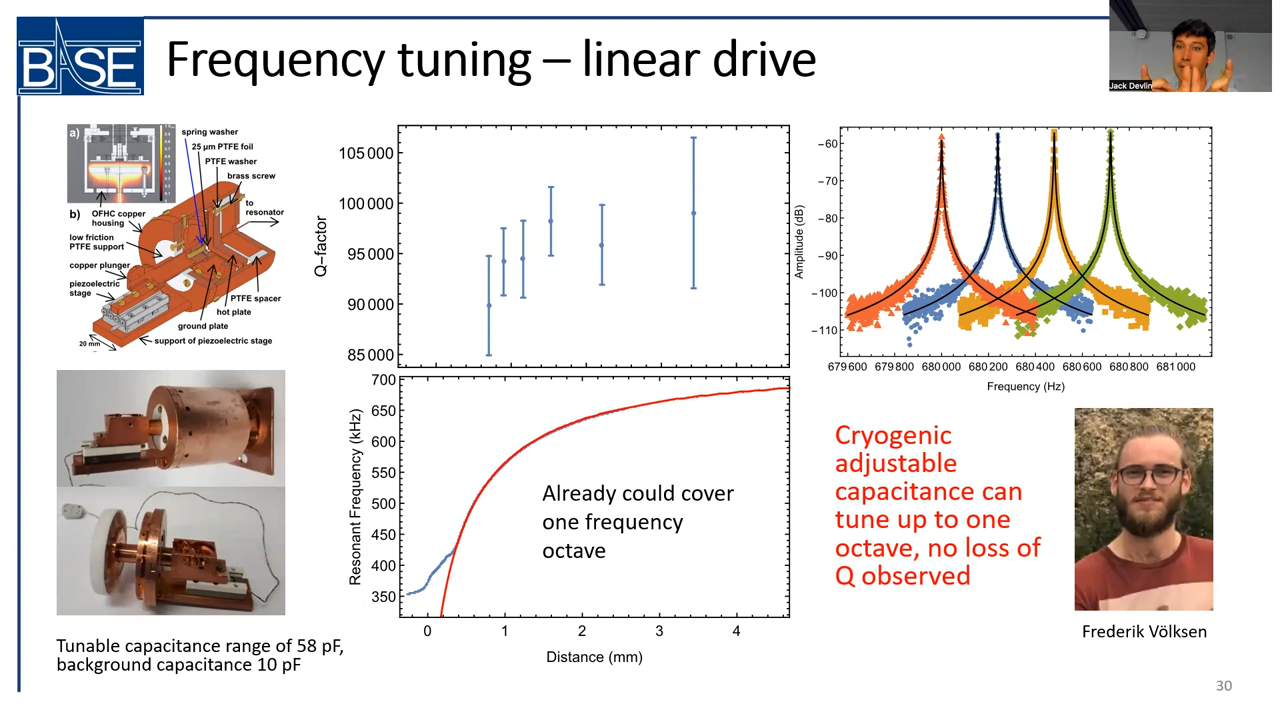 BASE
Frequency tuning – linear drive
Jack Devlin
a)
spring washer
25 µm PTFE foil
PTFE washer
brass screw
to
resonator
b)
OFHC copper
housing
low friction
PTFE support
copper plunger
piezoelectric
stage
PTFE spacer
hot plate
ground plate
support of piezoelectric stage
20 mm
Tunable capacitance range of 58 pF,
background capacitance 10 pF
Q−factor
105 000
100 000
95 000
90 000
85 000
Resonant Frequency (kHz)
700
650
600
550
500
450
400
350
Already could cover
one frequency
octave
0 1 2 3 4
Distance (mm)
Amplitude (dB)
−60
−70
−80
−90
−100
−110
679 600 679 800 680 000 680 200 680 400 680 600 680 800 681 000
Frequency (Hz)
Cryogenic
adjustable
capacitance can
tune up to one
octave, no loss of
Q observed
Frederik Völksen
30